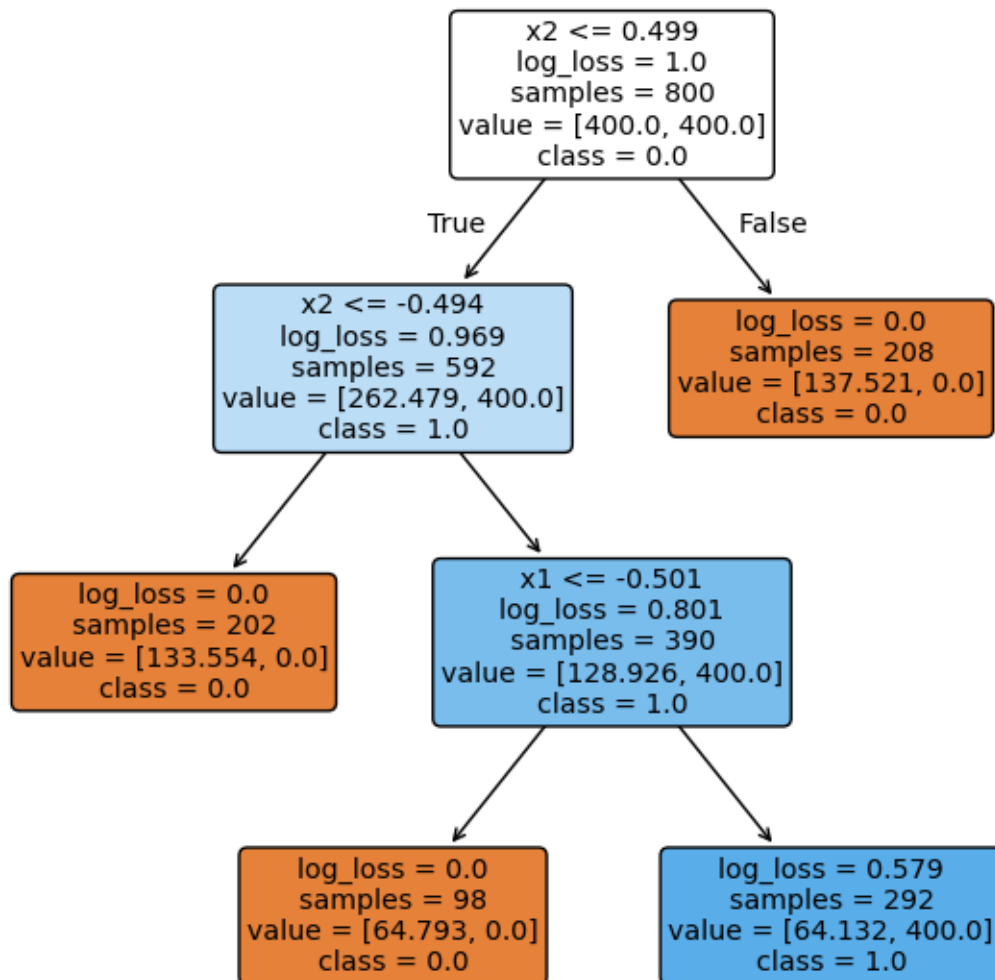 x2 <= 0.499
log_loss = 1.0
samples = 800
value = [400.0, 400.0]
class = 0.0
True
False
x2 <= -0.494
log_loss = 0.969
samples = 592
value = [262.479, 400.0]
class = 1.0
log_loss = 0.0
samples = 208
value = [137.521, 0.0]
class = 0.0
log_loss = 0.0
samples = 202
value = [133.554, 0.0]
class = 0.0
x1 <= -0.501
log_loss = 0.801
samples = 390
value = [128.926, 400.0]
class = 1.0
log_loss = 0.0
samples = 98
value = [64.793, 0.0]
class = 0.0
log_loss = 0.579
samples = 292
value = [64.132, 400.0]
class = 1.0